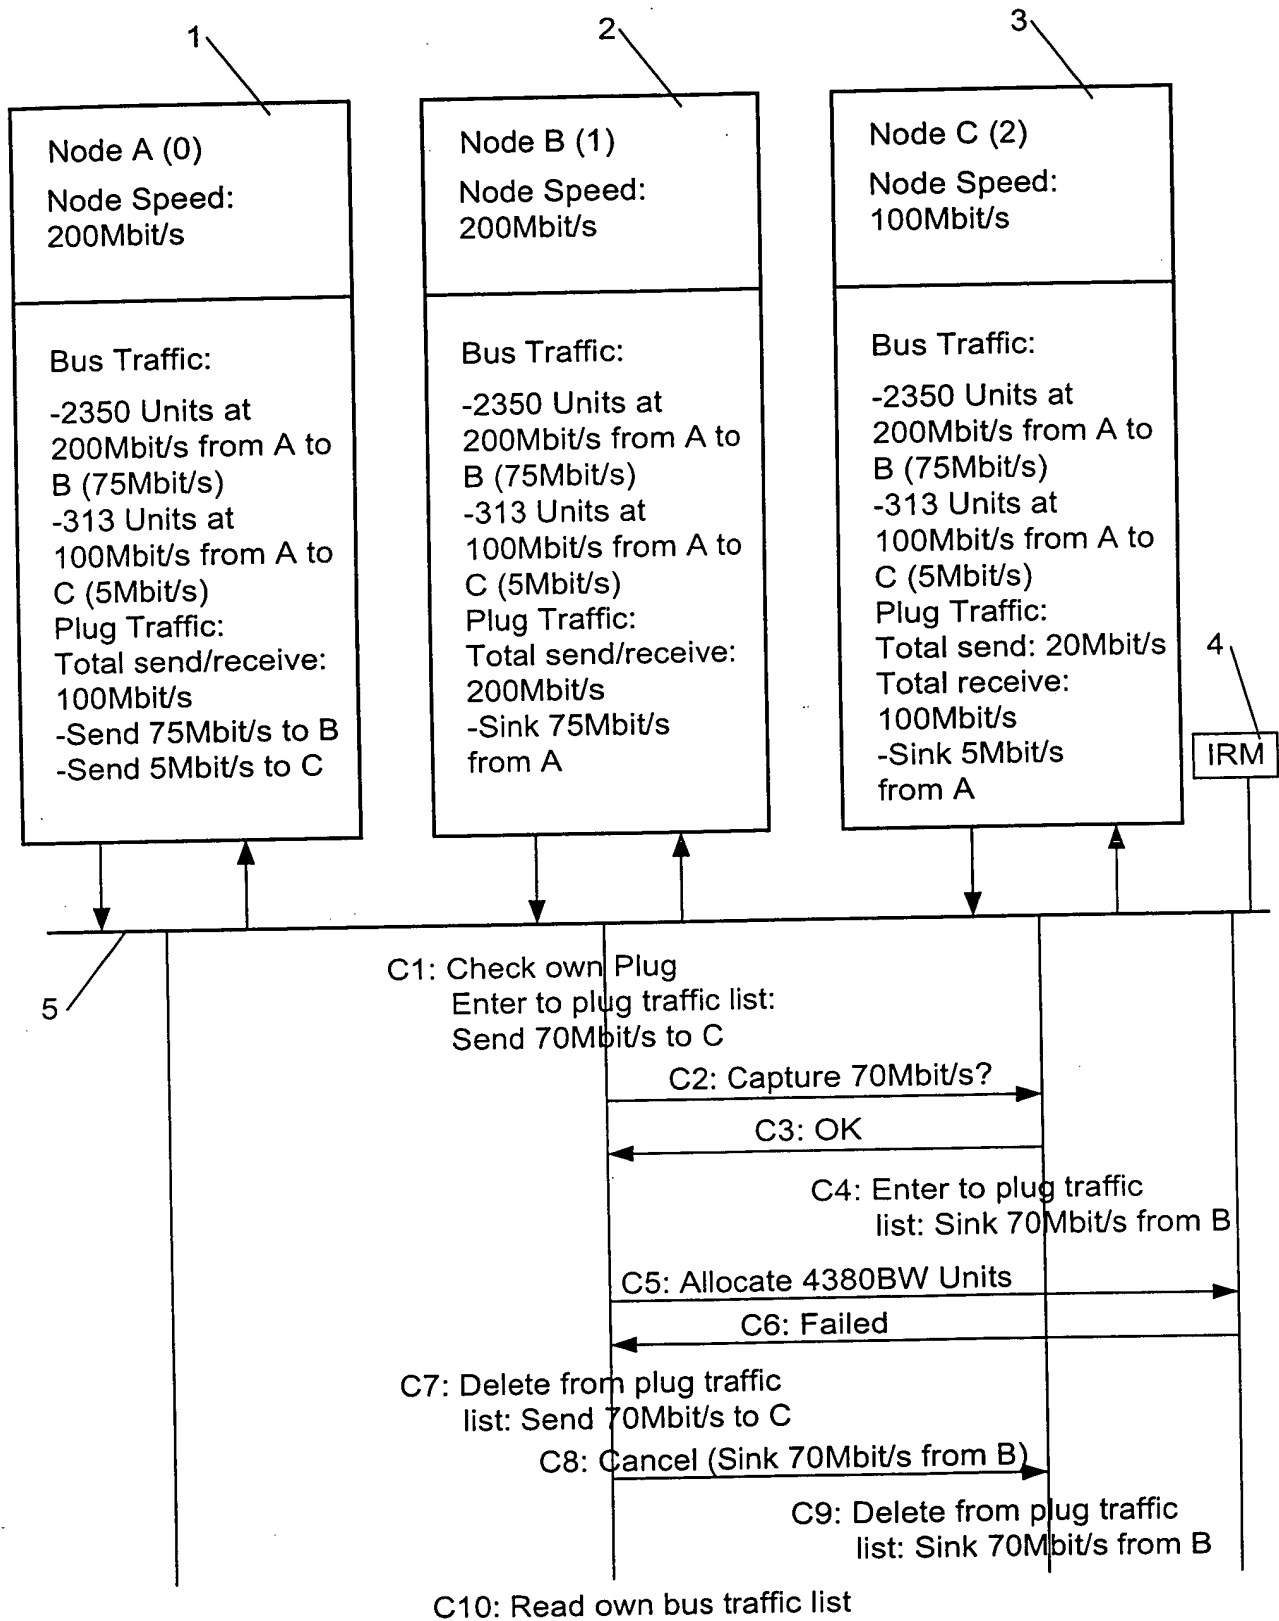 1
2
3
Node A (0)
Node Speed:
200Mbit/s
Bus Traffic:
-2350 Units at
200Mbit/s from A to
B (75Mbit/s)
-313 Units at
100Mbit/s from A to
C (5Mbit/s)
Plug Traffic:
Total send/receive:
100Mbit/s
-Send 75Mbit/s to B
-Send 5Mbit/s to C
Node B (1)
Node Speed:
200Mbit/s
Bus Traffic:
-2350 Units at
200Mbit/s from A to
B (75Mbit/s)
-313 Units at
100Mbit/s from A to
C (5Mbit/s)
Plug Traffic:
Total send/receive:
200Mbit/s
-Sink 75Mbit/s
from A
Node C (2)
Node Speed:
100Mbit/s
Bus Traffic:
-2350 Units at
200Mbit/s from A to
B (75Mbit/s)
-313 Units at
100Mbit/s from A to
C (5Mbit/s)
Plug Traffic:
Total send: 20Mbit/s
Total receive:
100Mbit/s
-Sink 5Mbit/s
from A
4
IRM
5
C1: Check own Plug
Enter to plug traffic list:
Send 70Mbit/s to C
C2: Capture 70Mbit/s?
C3: OK
C4: Enter to plug traffic
list: Sink 70Mbit/s from B
C5: Allocate 4380BW Units
C6: Failed
C7: Delete from plug traffic
list: Send 70Mbit/s to C
C8: Cancel (Sink 70Mbit/s from B)
C9: Delete from plug traffic
list: Sink 70Mbit/s from B
C10: Read own bus traffic list